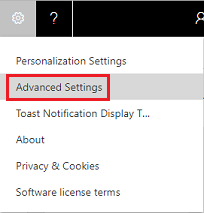 ?
Personalization Settings
Advanced Settings
Toast Notification Display T...
About
Privacy & Cookies
Software license terms